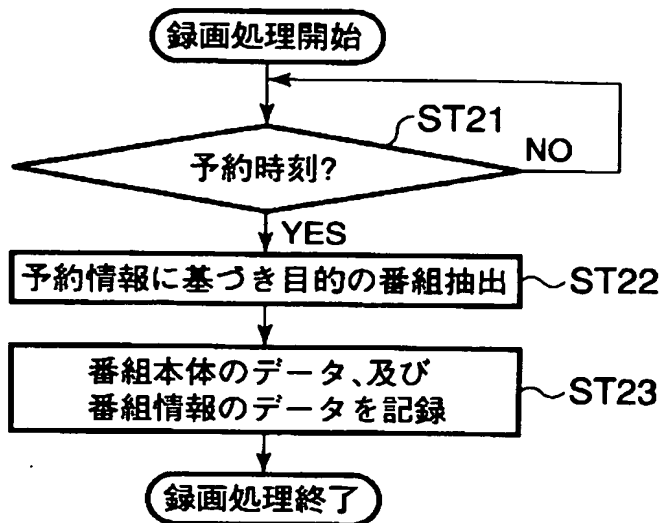 録画処理開始
ST21
予約時刻?
NO
YES
予約情報に基づき目的の番組抽出
ST22
番組本体のデータ、及び
番組情報のデータを記録
ST23
録画処理終了